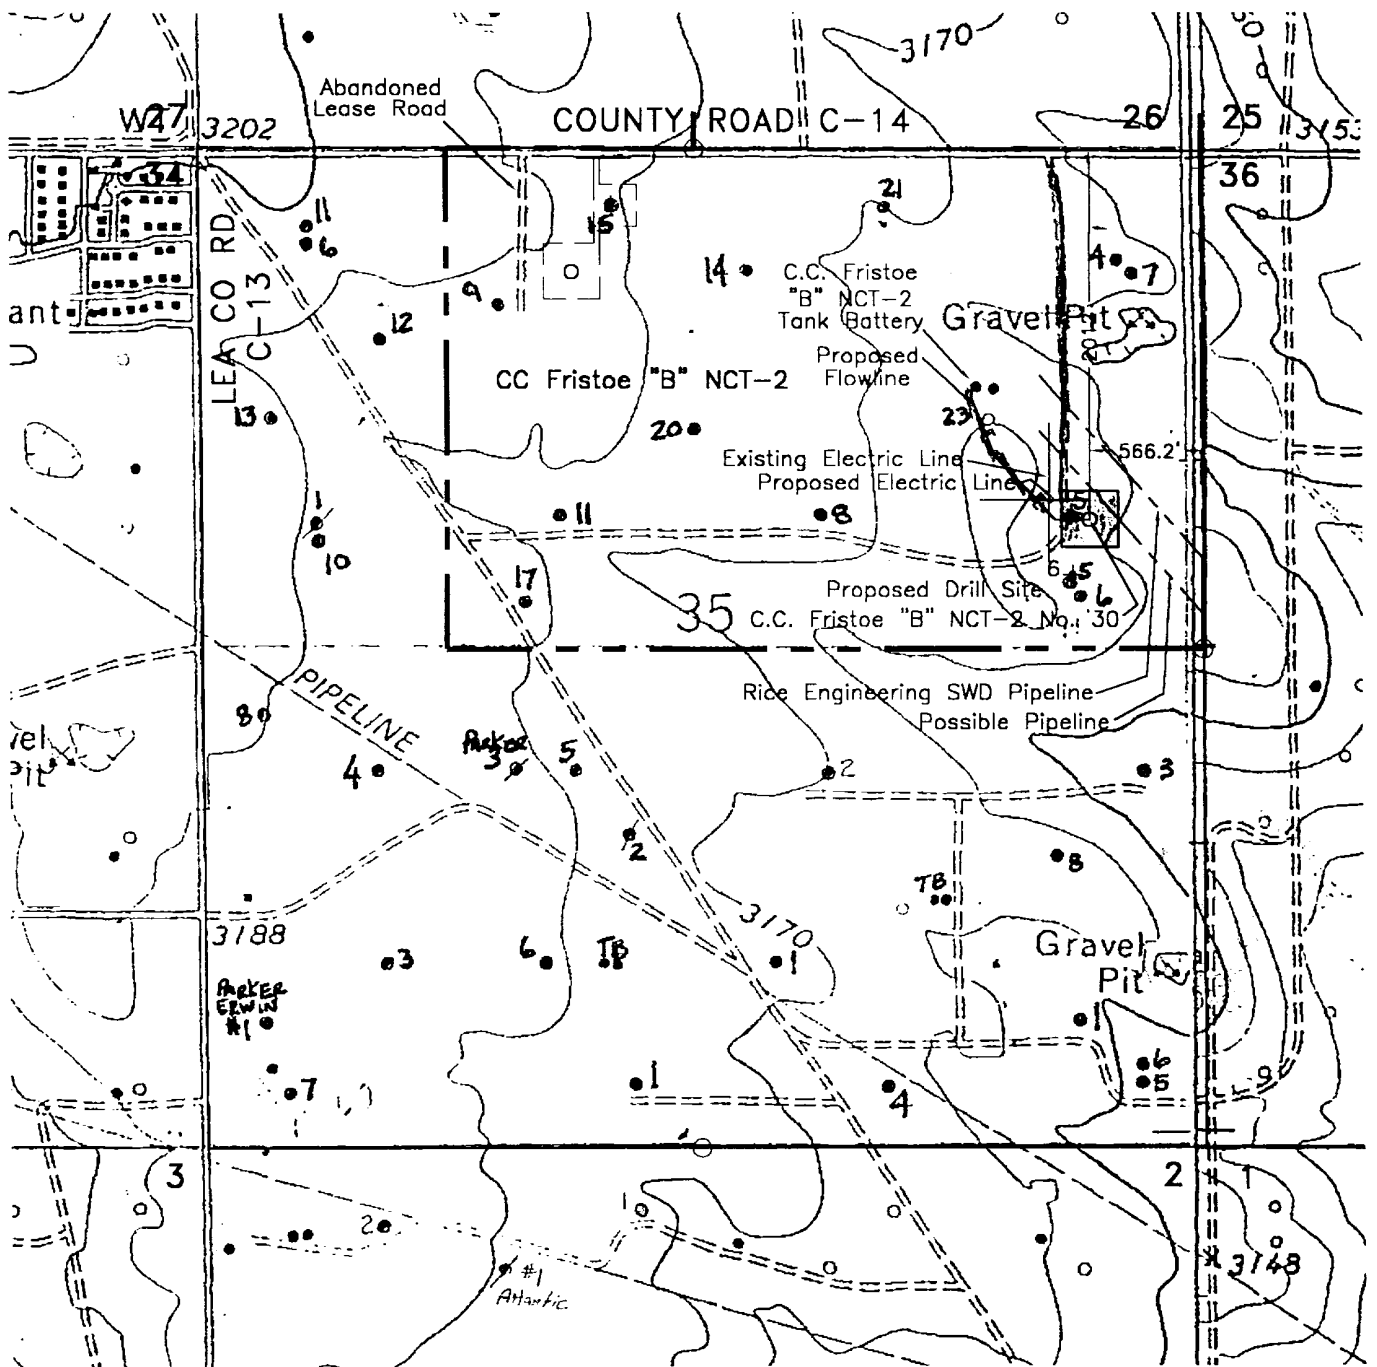 3170
Abandoned
Lease Road
27
3202
COUNTY ROAD C-14
26
25
3153
34
36
21
11
6
15
LEA CO RD
C-13
14
C.C. Fristoe
"B" NCT-2
Tank Battery
4
7
9
12
Gravel Pit
ant
Proposed
Flowline
CC Fristoe "B" NCT-2
13
20
23
Existing Electric Line
566.2'
Proposed Electric Line
1
11
8
10
17
5
6
Proposed Drill Site
35
C.C. Fristoe "B" NCT-2 No. 30
PIPELINE
Rice Engineering SWD Pipeline
Possible Pipeline
8
PARKER
3
5
4
2
3
2
8
TB
3188
3170
3
6
TB
1
Gravel
Pit
PARKER
ERWIN
#1
1
6
5
7
1
4
3
2
1
2
1
3148
#1
Atlantic